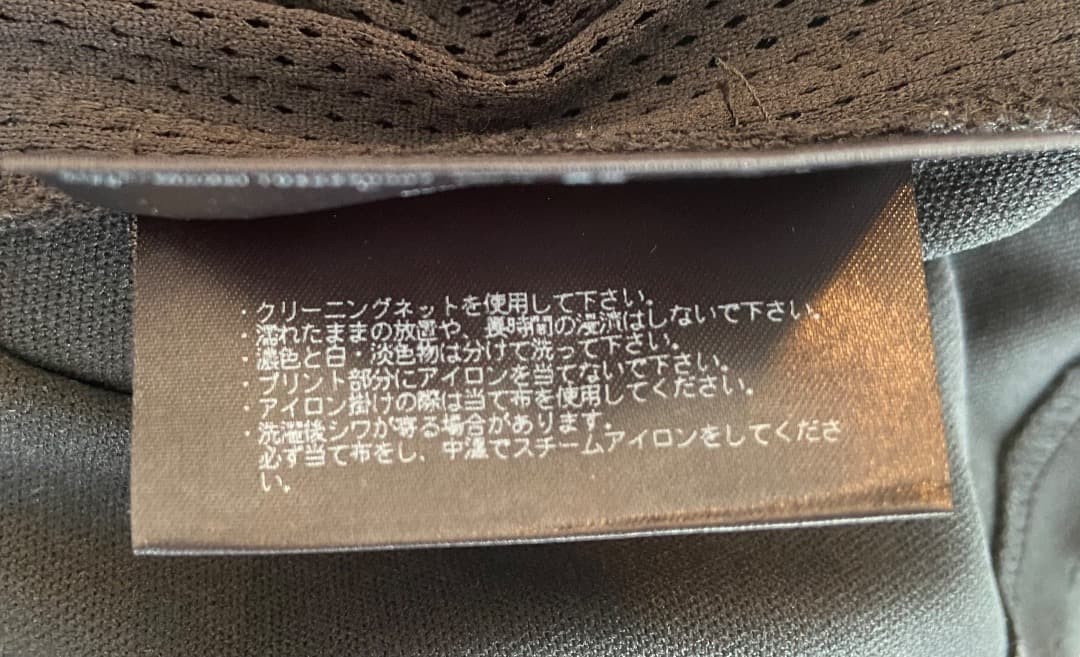 ・クリーニングネットを使用して下さい。
・濡れたままの放置や、長時間の浸漬はしないで下さい。
・濃色と白・淡色物は分けて洗って下さい。
・プリント部分にアイロンを当てないで下さい。
・アイロン掛けの際は当て布を使用してください。
・洗濯後シワが寄る場合があります。
必ず当て布をし、中温でスチームアイロンをしてくださ
い。